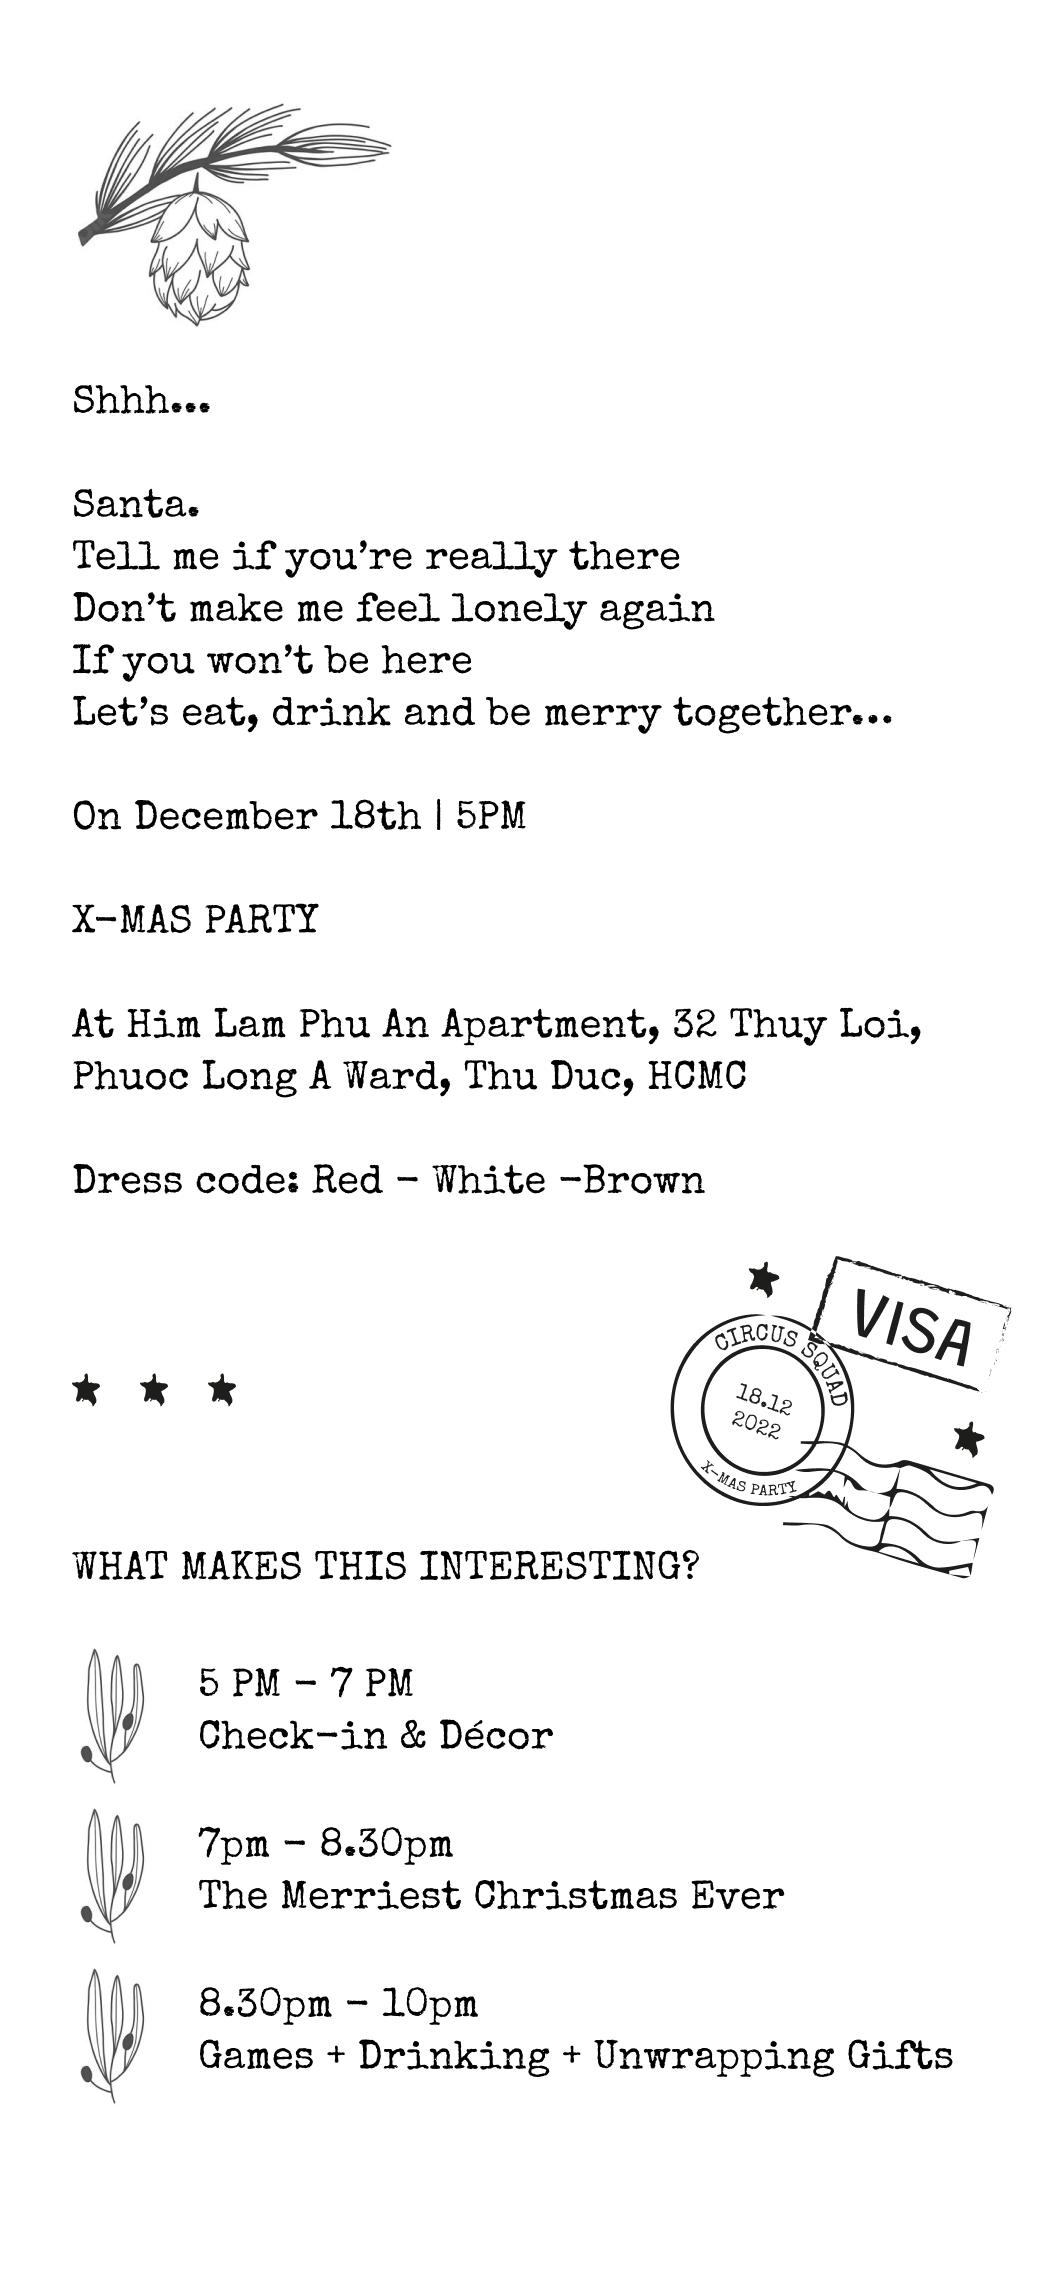 Shhh...
Santa.
Tell me if you're really there
Don't make me feel lonely again
If you won't be here
Let's eat, drink and be merry together...
On December 18th | 5PM
X-MAS PARTY
At Him Lam Phu An Apartment, 32 Thuy Loi,
Phuoc Long A Ward, Thu Duc, HCMC
Dress code: Red - White -Brown
VISA
CIRCUS SQUAD
18.12
2022
X-MAS PARTY
WHAT MAKES THIS INTERESTING?
5 PM - 7 PM
Check-in & Décor
7pm - 8.30pm
The Merriest Christmas Ever
8.30pm - 10pm
Games + Drinking + Unwrapping Gifts